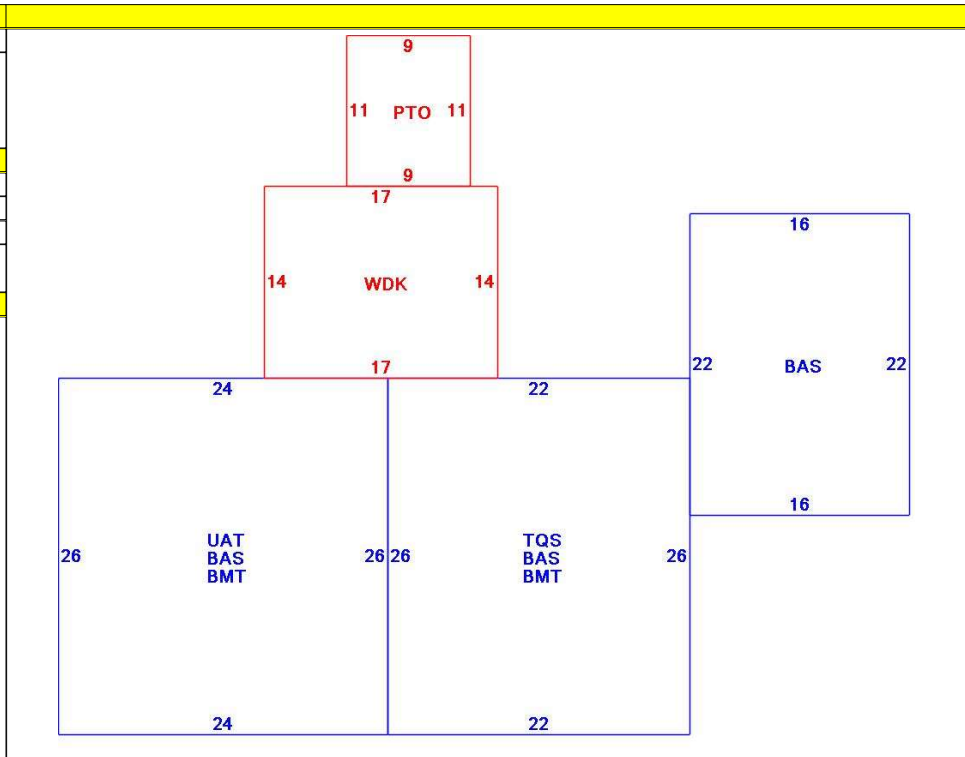 9
11 PTO 11
9
17
14 WDK 14
17
16
22 BAS 22
16
24
26 UAT 26
BAS
BMT
24
22
26 TQS 26
BAS
BMT
22